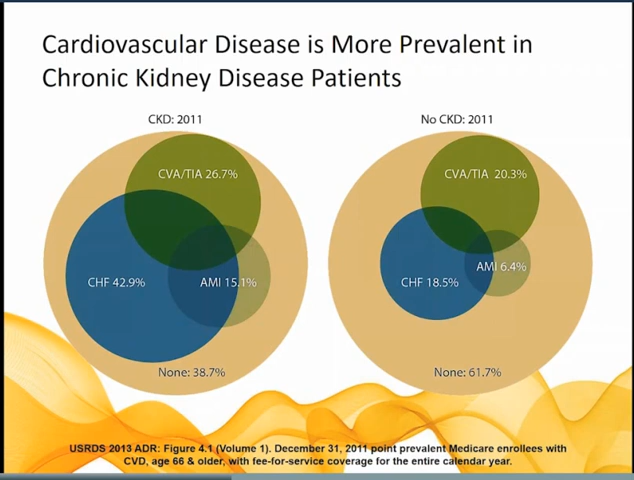 Cardiovascular Disease is More Prevalent in
Chronic Kidney Disease Patients
CKD: 2011
CVA/TIA 26.7%
CHF 42.9%
AMI 15.1%
None: 38.7%
No CKD: 2011
CVA/TIA 20.3%
CHF 18.5%
AMI 6.4%
None: 61.7%
USRDS 2013 ADR: Figure 4.1 (Volume 1). December 31, 2011 point prevalent Medicare enrollees with
CVD, age 66 & older, with fee-for-service coverage for the entire calendar year.